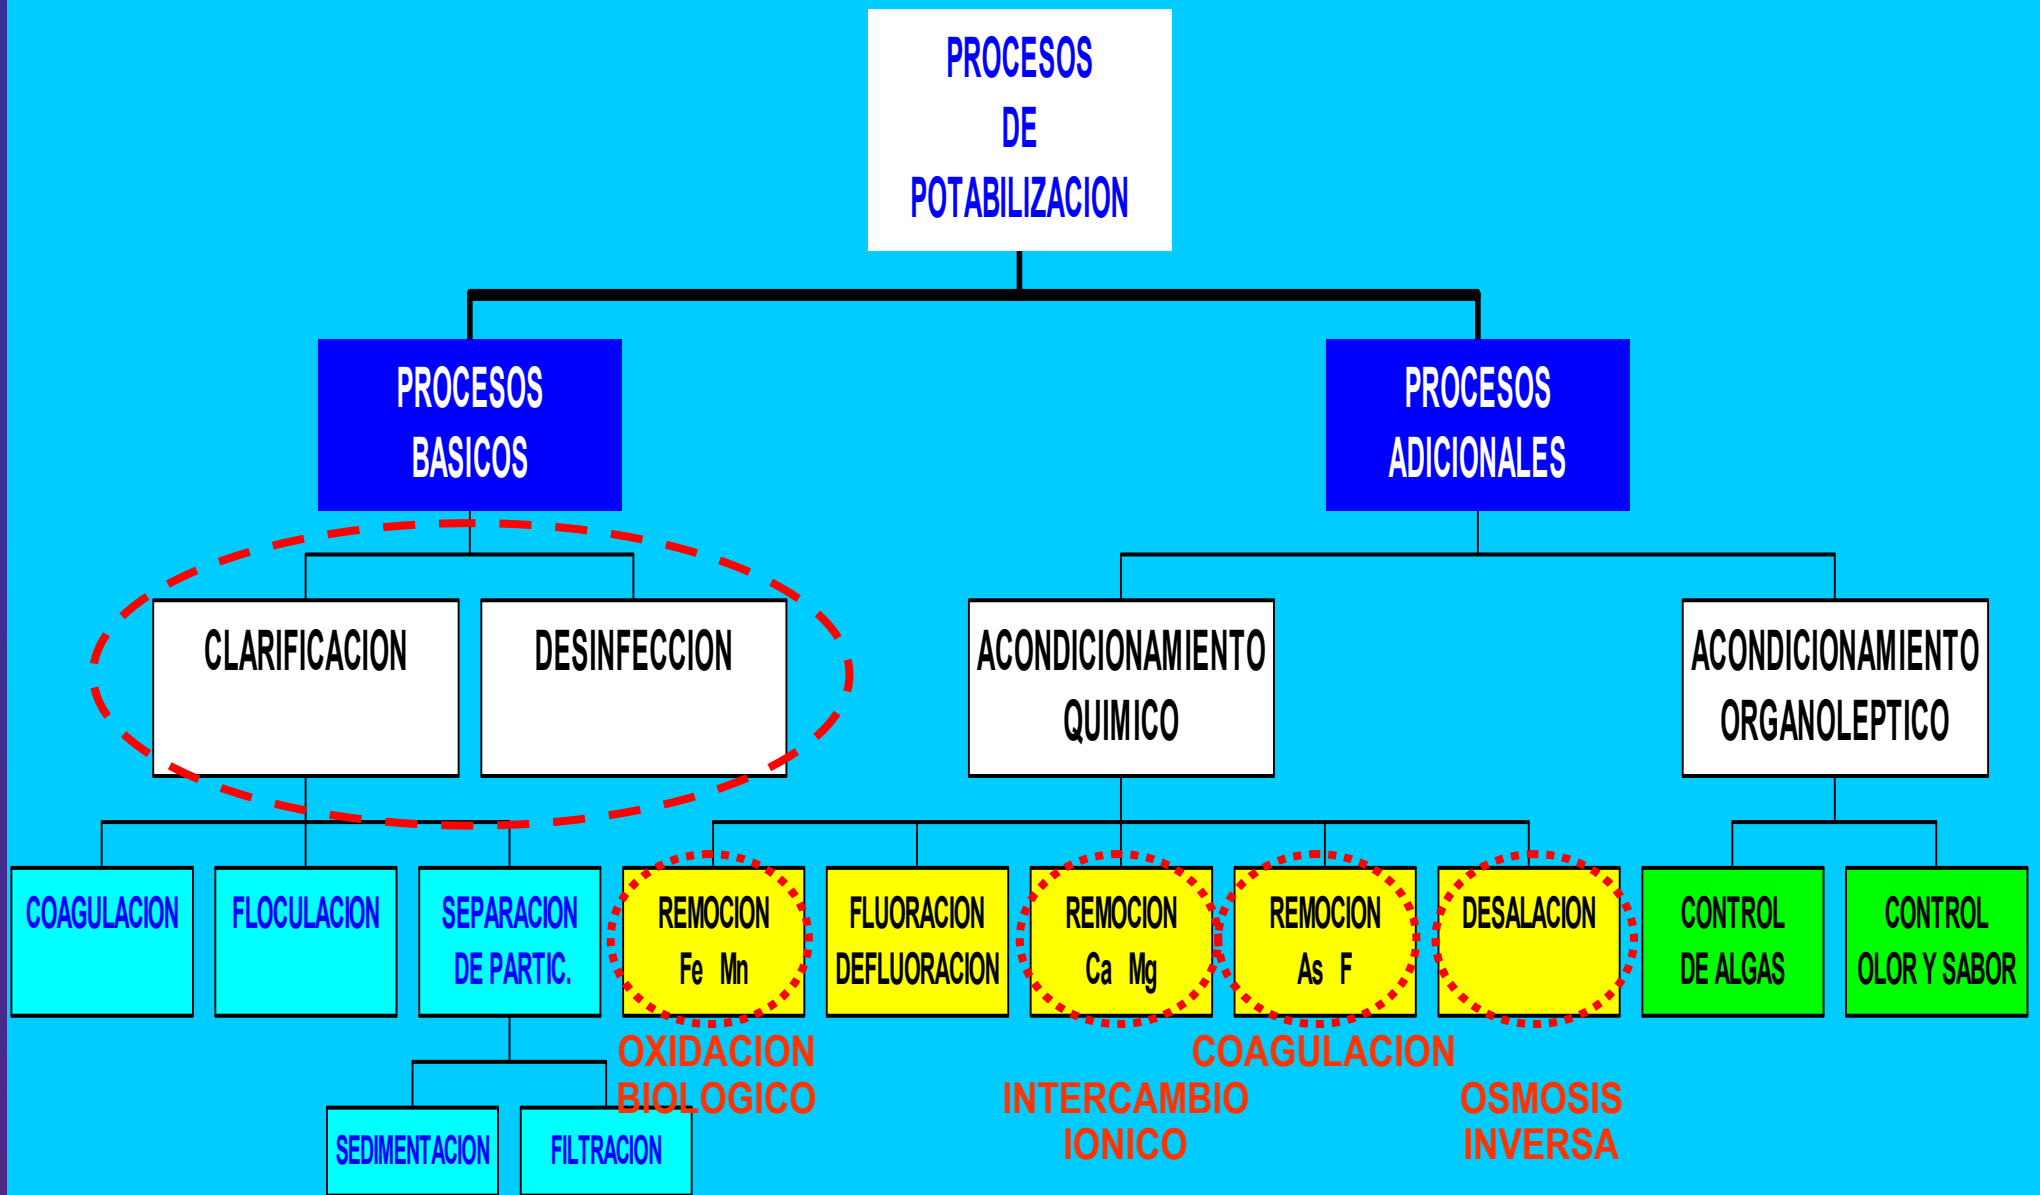 PROCESOS
DE
POTABILIZACION
PROCESOS
BASICOS
PROCESOS
ADICIONALES
CLARIFICACION
DESINFECCION
ACONDICIONAMIENTO
QUIMICO
ACONDICIONAMIENTO
ORGANOLEPTICO
COAGULACION
FLOCULACION
SEPARACION
DE PARTIC.
REMOCION
Fe Mn
FLUORACION
DEFLUORACION
REMOCION
Ca Mg
REMOCION
As F
DESALACION
CONTROL
DE ALGAS
CONTROL
OLOR Y SABOR
OXIDACION
BIOLOGICO
INTERCAMBIO
IONICO
COAGULACION
OSMOSIS
INVERSA
SEDIMENTACION
FILTRACION